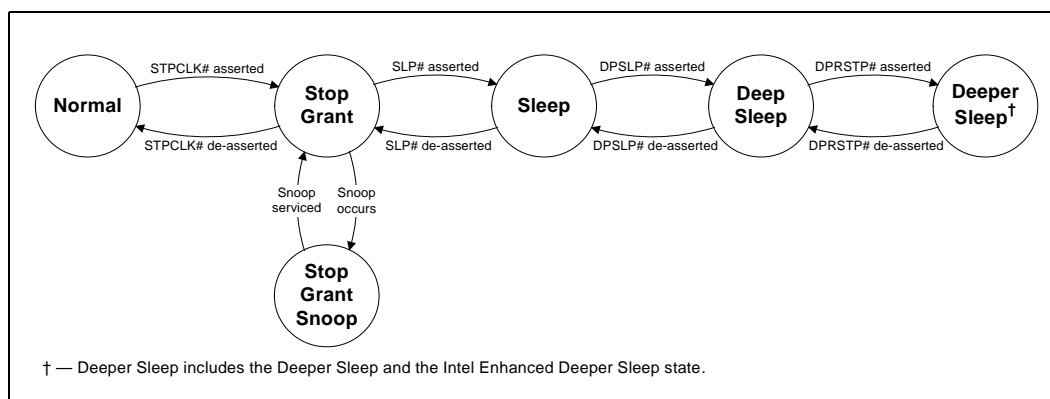 STPCLK# asserted
SLP# asserted
DPSLP# asserted
DPRSTP# asserted
Normal
Stop
Grant
Sleep
Deep
Sleep
Deeper
Sleep†
STPCLK# de-asserted
SLP# de-asserted
DPSLP# de-asserted
DPRSTP# de-asserted
Snoop
serviced
Snoop
occurs
Stop
Grant
Snoop
† — Deeper Sleep includes the Deeper Sleep and the Intel Enhanced Deeper Sleep state.